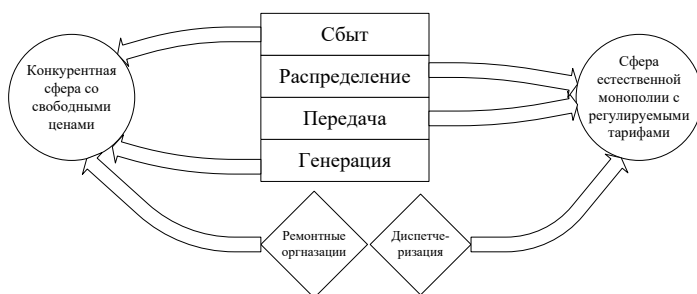 Сбыт
Распределение
Передача
Генерация
Конкурентная
сфера со
свободными
ценами
Сфера
естественной
монополии с
регулируемыми
тарифами
Ремонтные
оргназации
Диспетче-
ризация